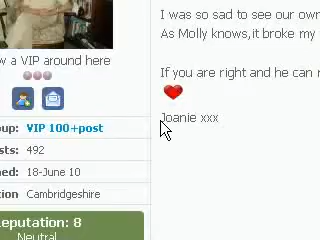 I was so sad to see our own
As Molly knows,it broke my
If you are right and he can
Joanie xxx
w a VIP around here
oup: VIP 100+post
sts: 492
ned: 18-June 10
tion Cambridgeshire
eputation: 8
Neutral